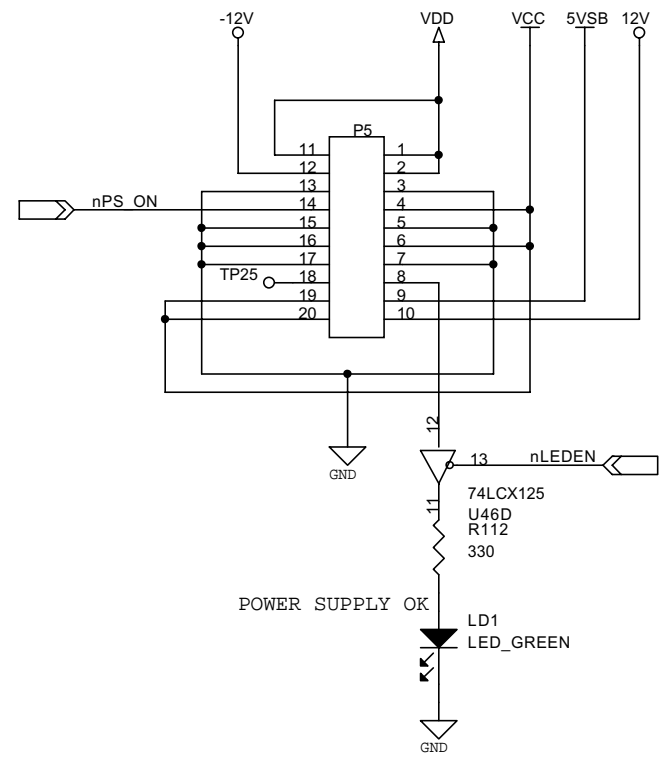 -12V VDD VCC 5VSB 12V
P5
11 1
12 2
13 3
nPS_ON 14 4
15 5
16 6
17 7
TP25 18 8
19 9
20 10
12
GND
13 nLEDEN
74LCX125
11 U46D
R112
330
POWER SUPPLY OK
LD1
LED_GREEN
GND